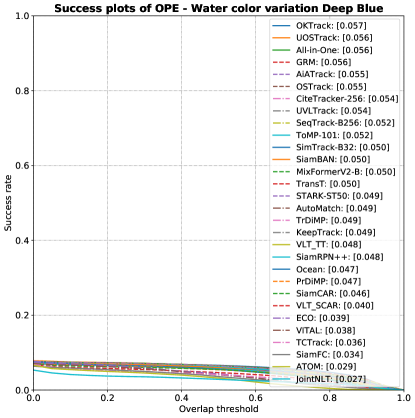 Success plots of OPE - Water color variation Deep Blue
1.0
0.8
0.6
0.4
0.2
0.0
Success rate
0.0 0.2 0.4 0.6 0.8 1.0
Overlap threshold
OKTrack: [0.057]
UOSTrack: [0.056]
All-in-One: [0.056]
GRM: [0.056]
AiATrack: [0.055]
OSTrack: [0.055]
CiteTracker-256: [0.054]
UVLTrack: [0.054]
SeqTrack-B256: [0.052]
ToMP-101: [0.052]
SimTrack-B32: [0.050]
SiamBAN: [0.050]
MixFormerV2-B: [0.050]
TransT: [0.050]
STARK-ST50: [0.049]
AutoMatch: [0.049]
TrDiMP: [0.049]
KeepTrack: [0.049]
VLT_TT: [0.048]
SiamRPN++: [0.048]
Ocean: [0.047]
PrDiMP: [0.047]
SiamCAR: [0.046]
VLT_SCAR: [0.040]
ECO: [0.039]
VITAL: [0.038]
TCTrack: [0.036]
SiamFC: [0.034]
ATOM: [0.029]
JointNLT: [0.027]